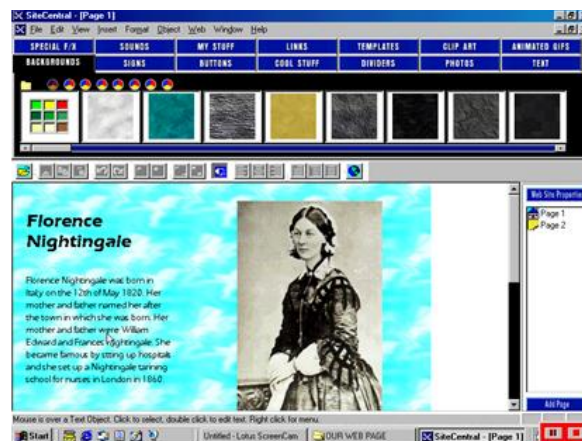 SiteCentral - [Page 1]
File Edit View Insert Format Object Web Window Help
SPECIAL F/X SOUNDS MY STUFF LINKS TEMPLATES CLIP ART ANIMATED GIFS
BACKGROUNDS SIGNS BUTTONS COOL STUFF DIVIDERS PHOTOS TEXT
Web Site Properties
Page 1
Page 2
Florence
Nightingale
Florence Nightingale was born in
Italy on the 12th of May 1820. Her
mother and father named her after
the town in which she was born. Her
mother and father were William
Edward and Frances Nightingale. She
became famous by stting up hospitals
and she set up a Nightingale tarining
school for nurses in London in 1860.
Add Page
Mouse is over a Text Object. Click to select, double click to edit text. Right click for menu.
Start Untitled - Lotus ScreenCam OUR WEB PAGE SiteCentral - [Page 1]